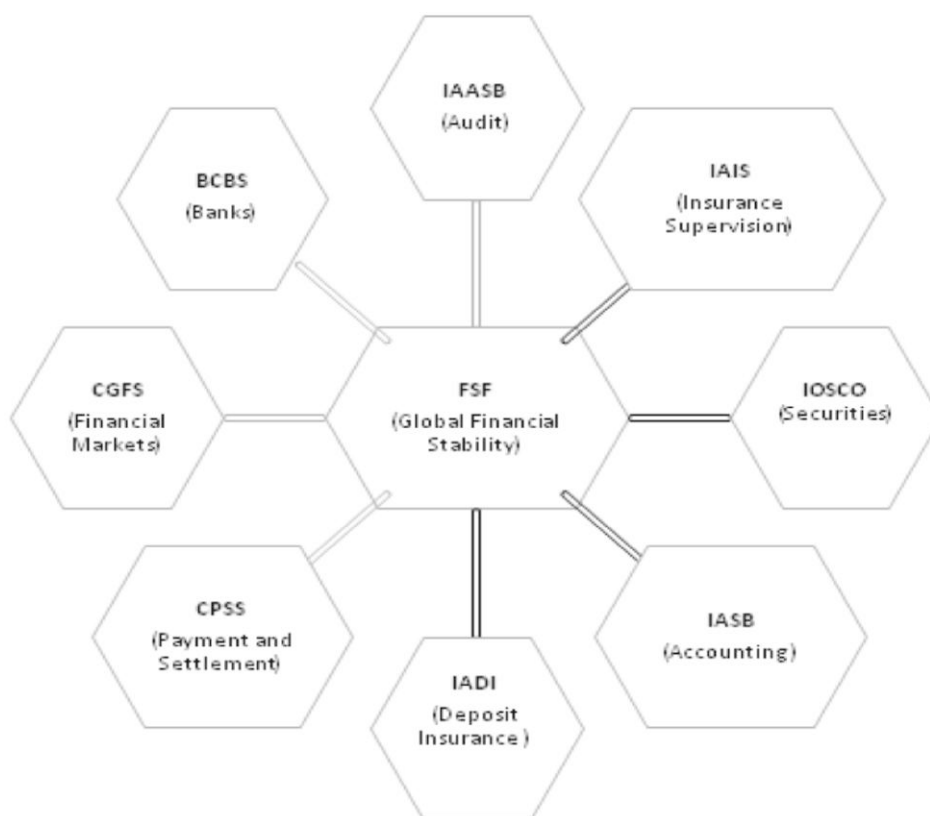 IAASB
(Audit)
BCBS
(Banks)
IAIS
(Insurance
Supervision)
CGFS
(Financial
Markets)
FSF
(Global Financial
Stability)
IOSCO
(Securities)
CPSS
(Payment and
Settlement)
IADI
(Deposit
Insurance )
IASB
(Accounting)